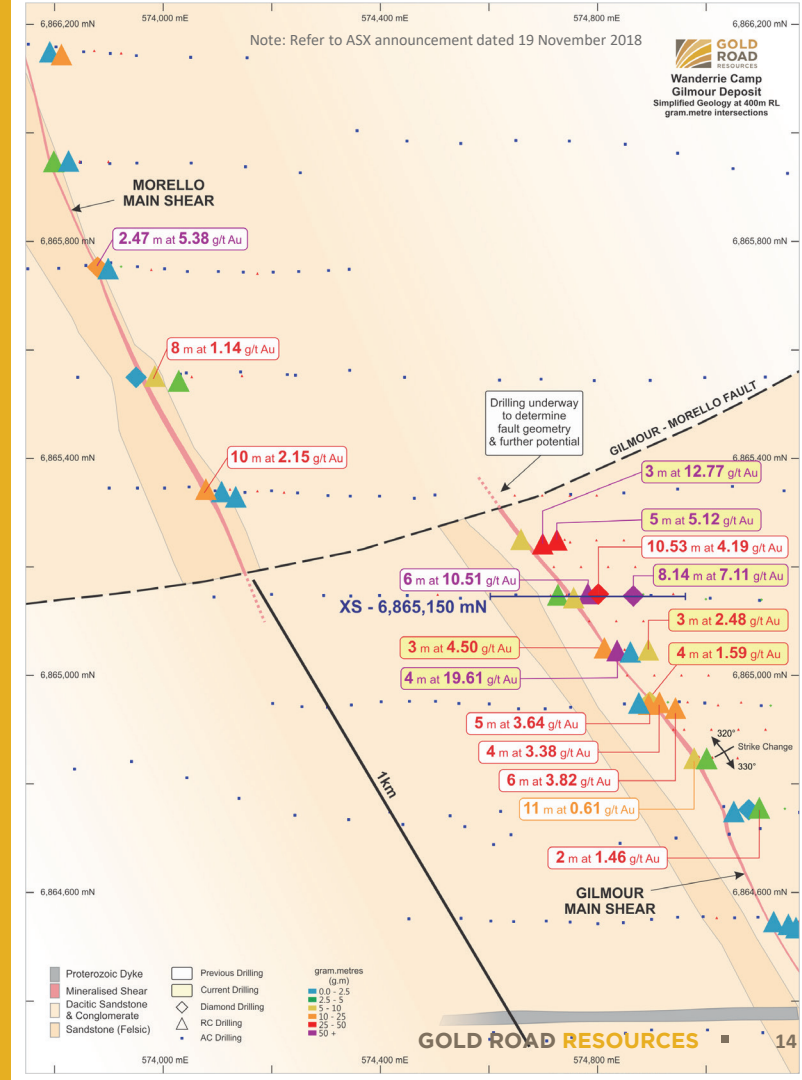 6,866,200 mN
574,000 mE
574,400 mE
574,800 mE
6,866,200 mN
Note: Refer to ASX announcement dated 19 November 2018
GOLD
ROAD
RESOURCES
Wanderrie Camp
Gilmour Deposit
Simplified Geology at 400m RL
gram.metre intersections
MORELLO
MAIN SHEAR
2.47 m at 5.38 g/t Au
6,865,800 mN
6,865,800 mN
8 m at 1.14 g/t Au
Drilling underway
to determine
fault geometry
& further potential
GILMOUR - MORELLO FAULT
10 m at 2.15 g/t Au
6,865,400 mN
6,865,400 mN
3 m at 12.77 g/t Au
5 m at 5.12 g/t Au
10.53 m at 4.19 g/t Au
6 m at 10.51 g/t Au
8.14 m at 7.11 g/t Au
XS - 6,865,150 mN
3 m at 2.48 g/t Au
3 m at 4.50 g/t Au
4 m at 1.59 g/t Au
4 m at 19.61 g/t Au
6,865,000 mN
6,865,000 mN
5 m at 3.64 g/t Au
320°
Strike Change
330°
4 m at 3.38 g/t Au
6 m at 3.82 g/t Au
1km
11 m at 0.61 g/t Au
2 m at 1.46 g/t Au
6,864,600 mN
6,864,600 mN
GILMOUR
MAIN SHEAR
Proterozoic Dyke
Mineralised Shear
Dacitic Sandstone
& Conglomerate
Sandstone (Felsic)
Previous Drilling
Current Drilling
Diamond Drilling
RC Drilling
AC Drilling
gram.metres
(g.m)
0.0 - 2.5
2.5 - 5
5 - 10
10 - 25
25 - 50
50 +
GOLD ROAD RESOURCES ▪ 14
574,000 mE
574,400 mE
574,800 mE